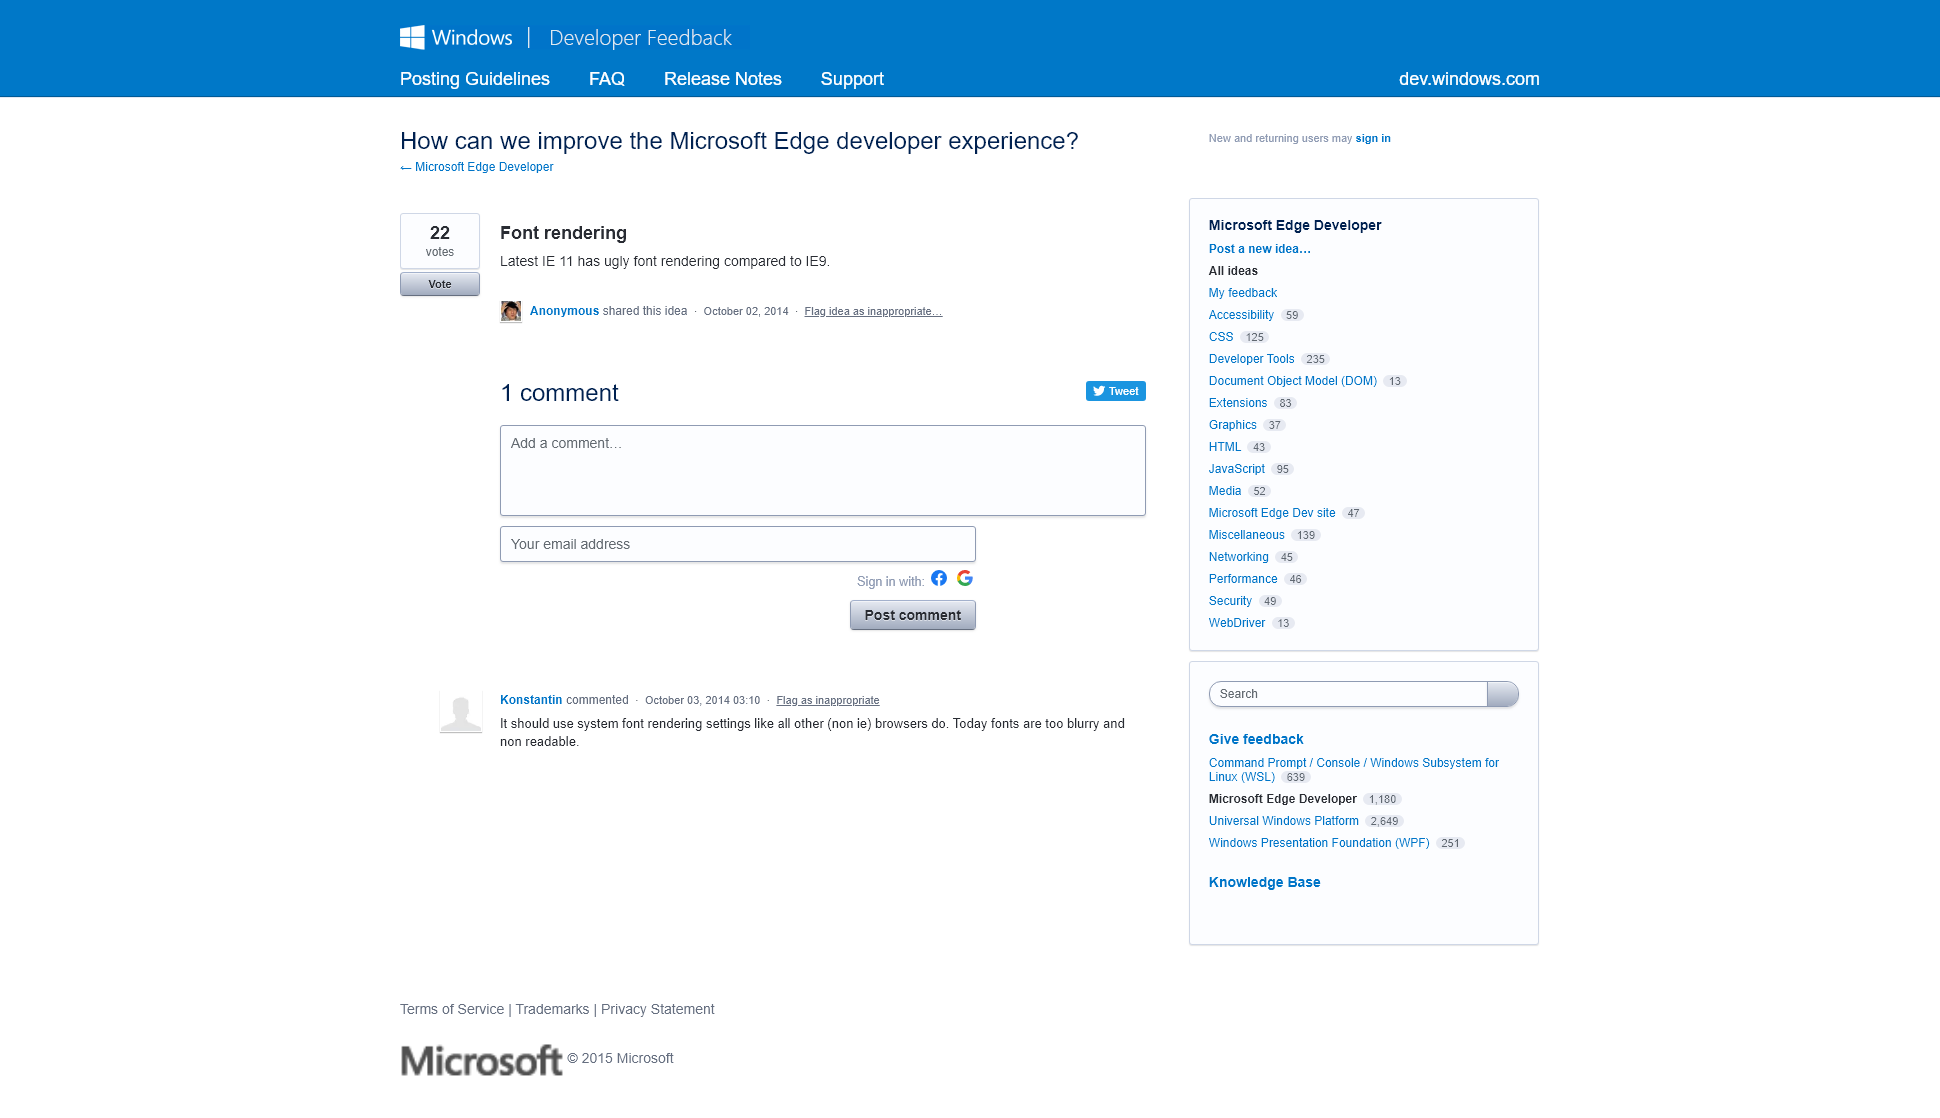 Windows | Developer Feedback
Posting Guidelines FAQ Release Notes Support dev.windows.com
How can we improve the Microsoft Edge developer experience?
← Microsoft Edge Developer
New and returning users may sign in
22
votes
Vote
Font rendering
Latest IE 11 has ugly font rendering compared to IE9.
Anonymous shared this idea · October 02, 2014 · Flag idea as inappropriate…
1 comment
Tweet
Add a comment…
Your email address
Sign in with:
Post comment
Konstantin commented · October 03, 2014 03:10 · Flag as inappropriate
It should use system font rendering settings like all other (non ie) browsers do. Today fonts are too blurry and
non readable.
Microsoft Edge Developer
Post a new idea…
All ideas
My feedback
Accessibility 59
CSS 125
Developer Tools 235
Document Object Model (DOM) 13
Extensions 83
Graphics 37
HTML 43
JavaScript 95
Media 52
Microsoft Edge Dev site 47
Miscellaneous 139
Networking 45
Performance 46
Security 49
WebDriver 13
Search
Give feedback
Command Prompt / Console / Windows Subsystem for
Linux (WSL) 639
Microsoft Edge Developer 1,180
Universal Windows Platform 2,649
Windows Presentation Foundation (WPF) 251
Knowledge Base
Terms of Service | Trademarks | Privacy Statement
Microsoft © 2015 Microsoft